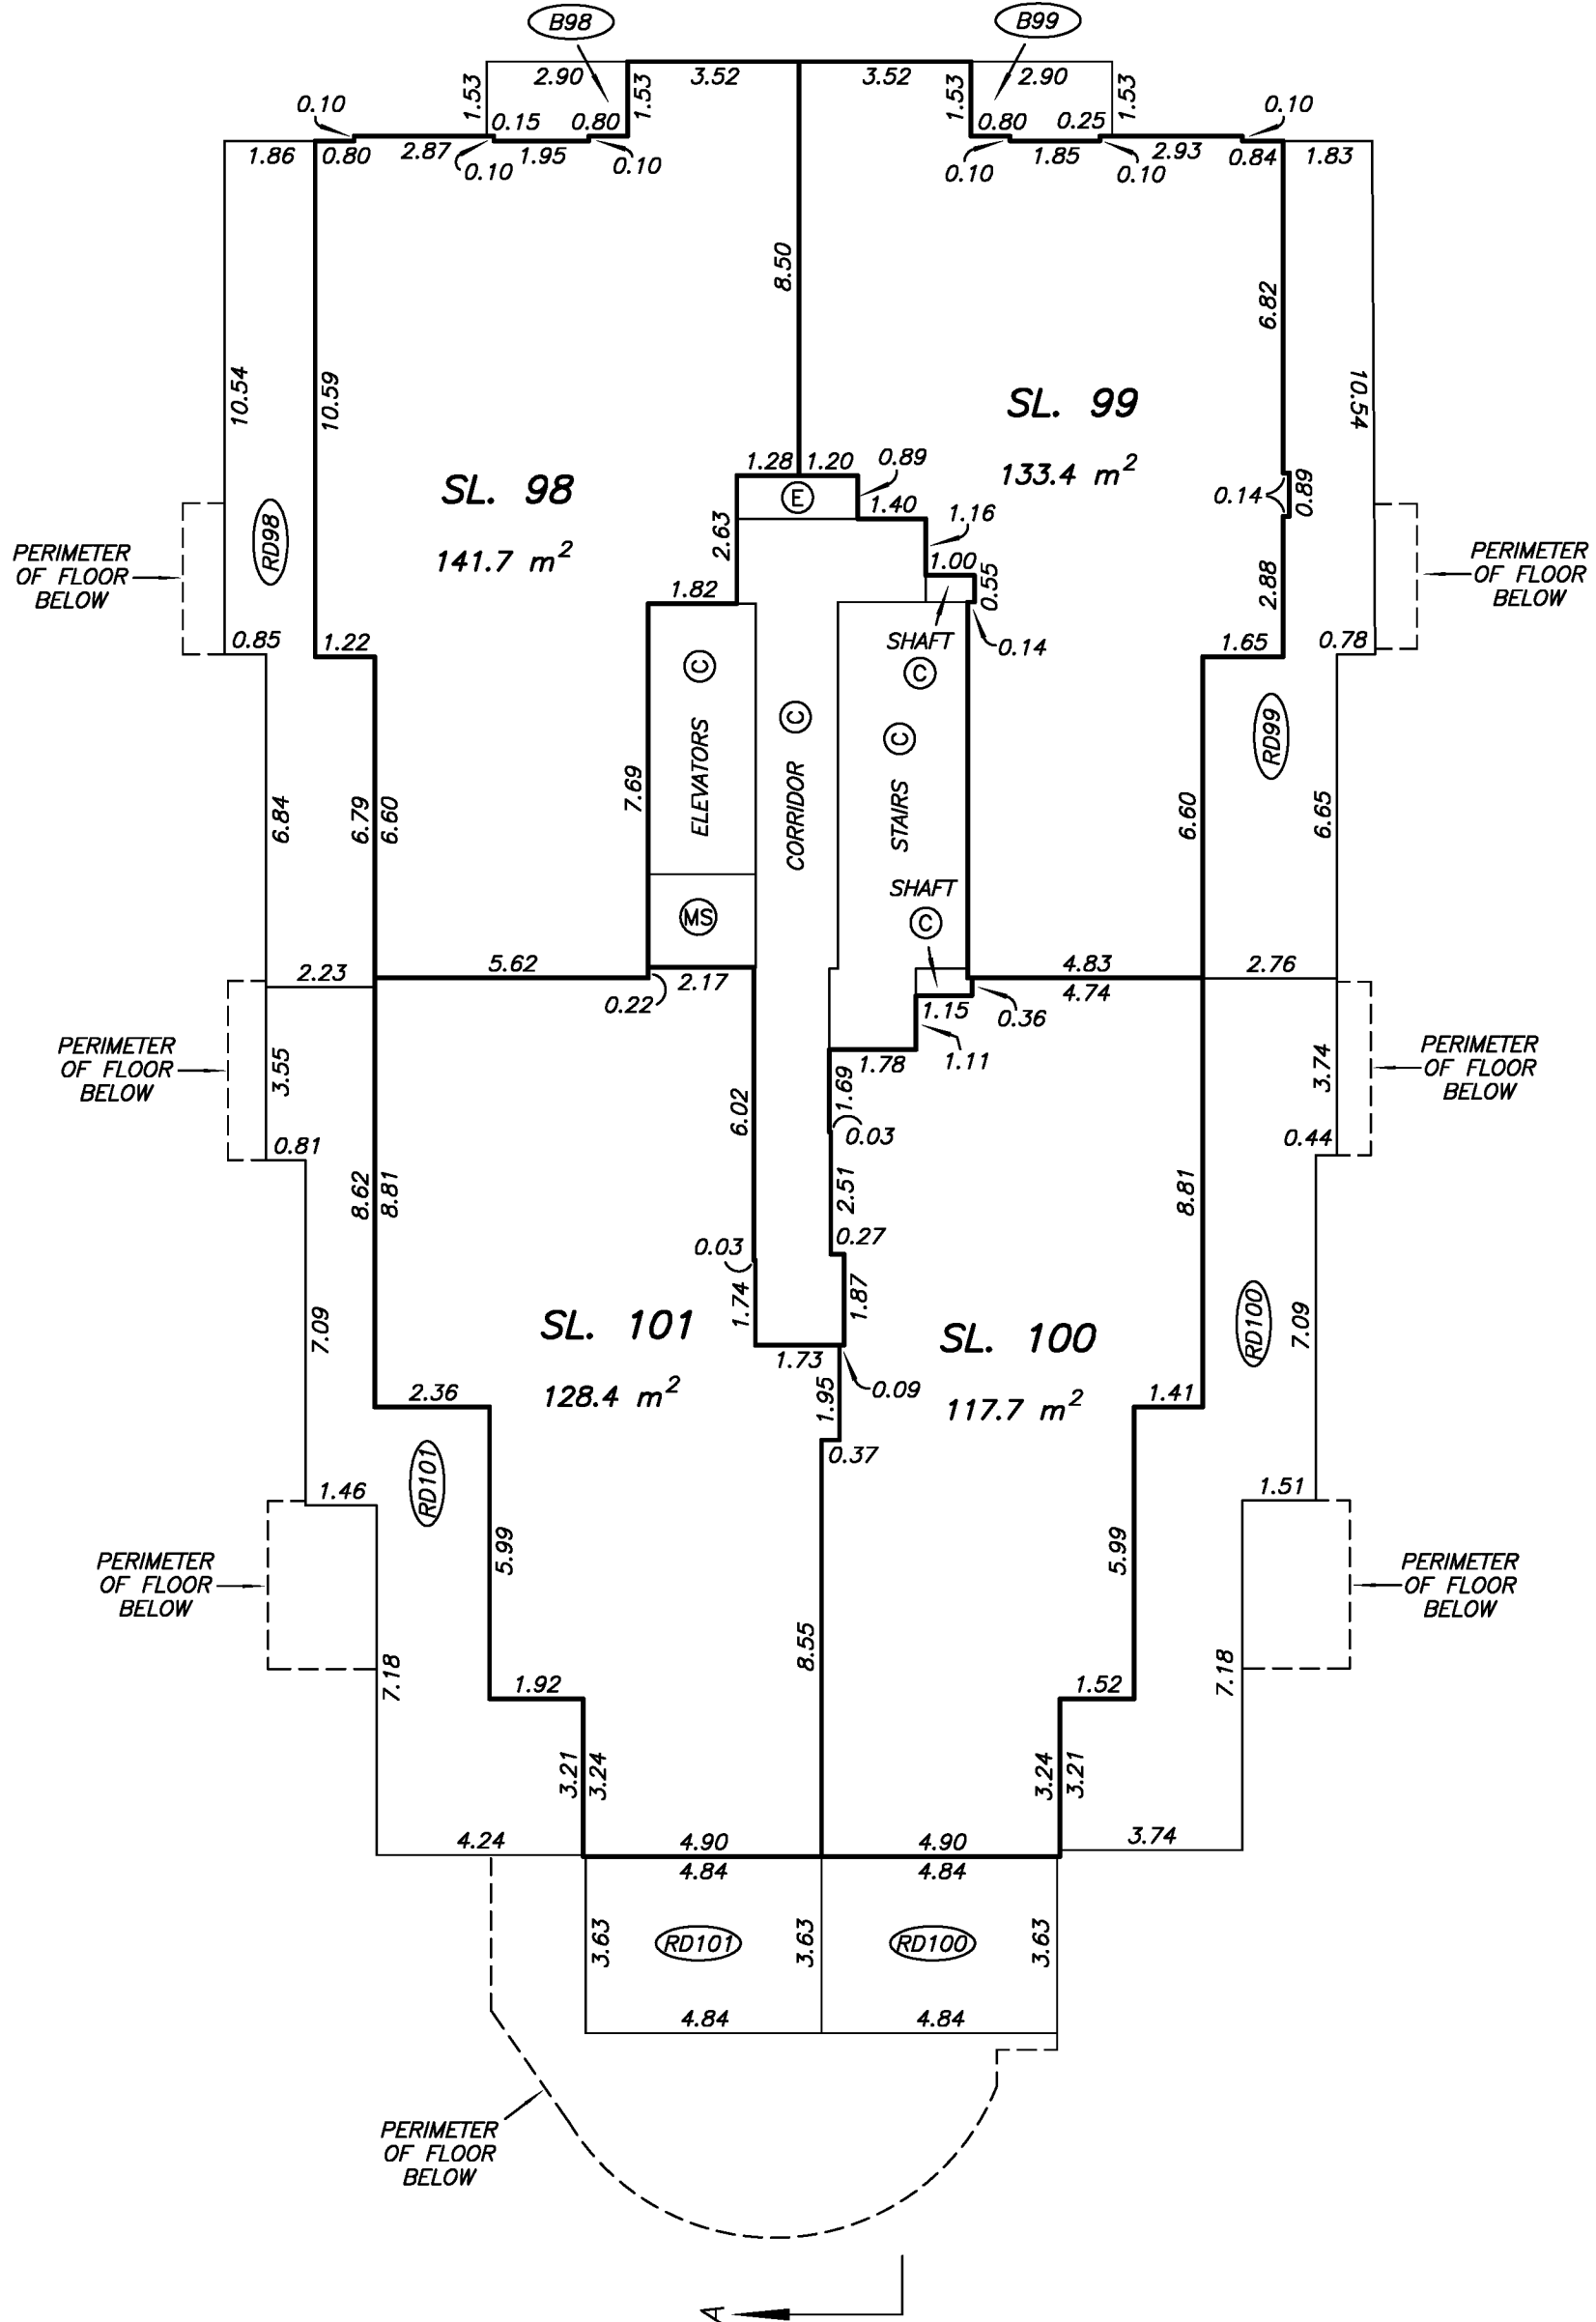 B98
B99
2.90
3.52
3.52
2.90
1.53
1.53
1.53
1.53
0.10
0.15
0.80
0.80
0.25
0.10
1.86
0.80
2.87
0.10
1.95
0.10
0.10
1.85
0.10
2.93
0.84
1.83
8.50
6.82
10.54
10.59
10.54
SL. 99
133.4 m²
SL. 98
141.7 m²
1.28
1.20
0.89
E
1.40
1.16
0.14
0.89
2.63
1.00
0.55
2.88
RD98
PERIMETER
OF FLOOR
BELOW
PERIMETER
OF FLOOR
BELOW
1.82
0.85
1.22
SHAFT
C
0.14
1.65
0.78
C
ELEVATORS
C
CORRIDOR
C
STAIRS
RD99
7.69
6.84
6.79
6.60
6.60
6.65
MS
SHAFT
C
2.23
5.62
0.22
2.17
4.83
4.74
2.76
1.15
0.36
1.11
1.78
PERIMETER
OF FLOOR
BELOW
3.55
3.74
PERIMETER
OF FLOOR
BELOW
6.02
1.69
0.03
0.81
0.44
8.62
8.81
2.51
8.81
0.03
0.27
1.74
1.87
7.09
RD100
7.09
SL. 101
128.4 m²
SL. 100
117.7 m²
1.73
0.09
1.95
0.37
2.36
1.41
RD101
1.46
1.51
5.99
5.99
PERIMETER
OF FLOOR
BELOW
PERIMETER
OF FLOOR
BELOW
8.55
7.18
7.18
1.92
1.52
3.21
3.24
3.24
3.21
4.24
4.90
4.90
3.74
4.84
4.84
3.63
RD101
3.63
RD100
3.63
4.84
4.84
PERIMETER
OF FLOOR
BELOW
A